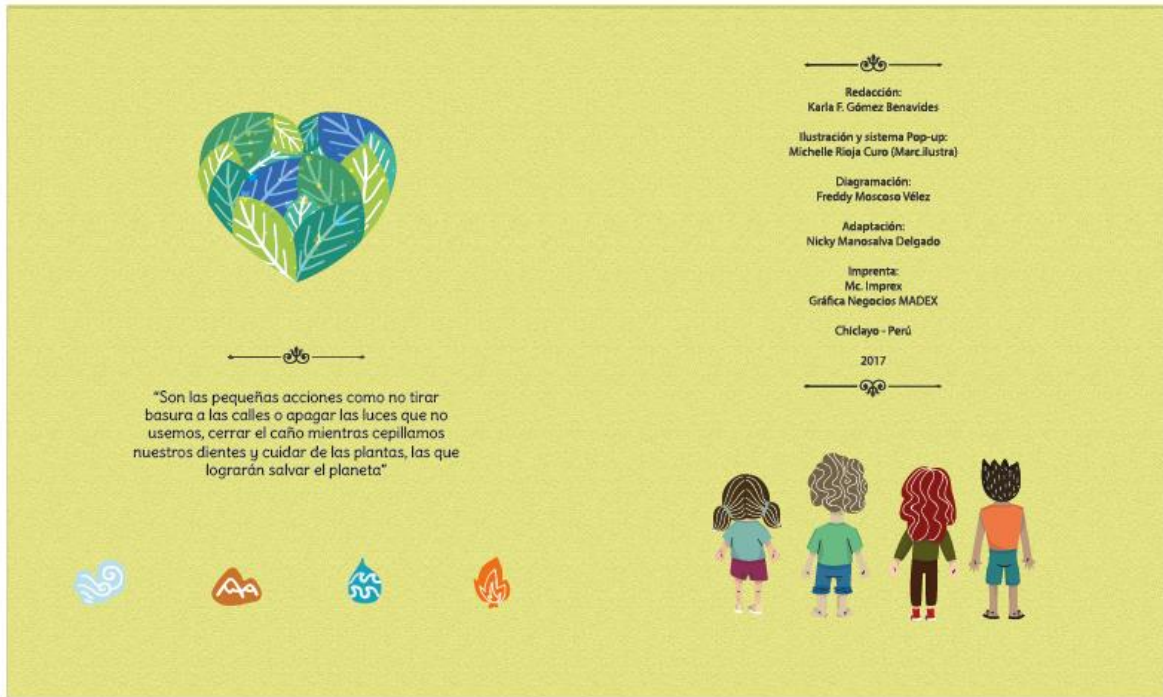 “Son las pequeñas acciones como no tirar
basura a las calles o apagar las luces que no
usemos, cerrar el caño mientras cepillamos
nuestros dientes y cuidar de las plantas, las que
lograrán salvar el planeta”
Redacción:
Karla F. Gómez Benavides
Ilustración y sistema Pop-up:
Michelle Rioja Curo (Marc.ilustra)
Diagramación:
Freddy Moscoso Vélez
Adaptación:
Nicky Manosalva Delgado
Imprenta:
Mc. Imprex
Gráfica Negocios MADEX
Chiclayo - Perú
2017